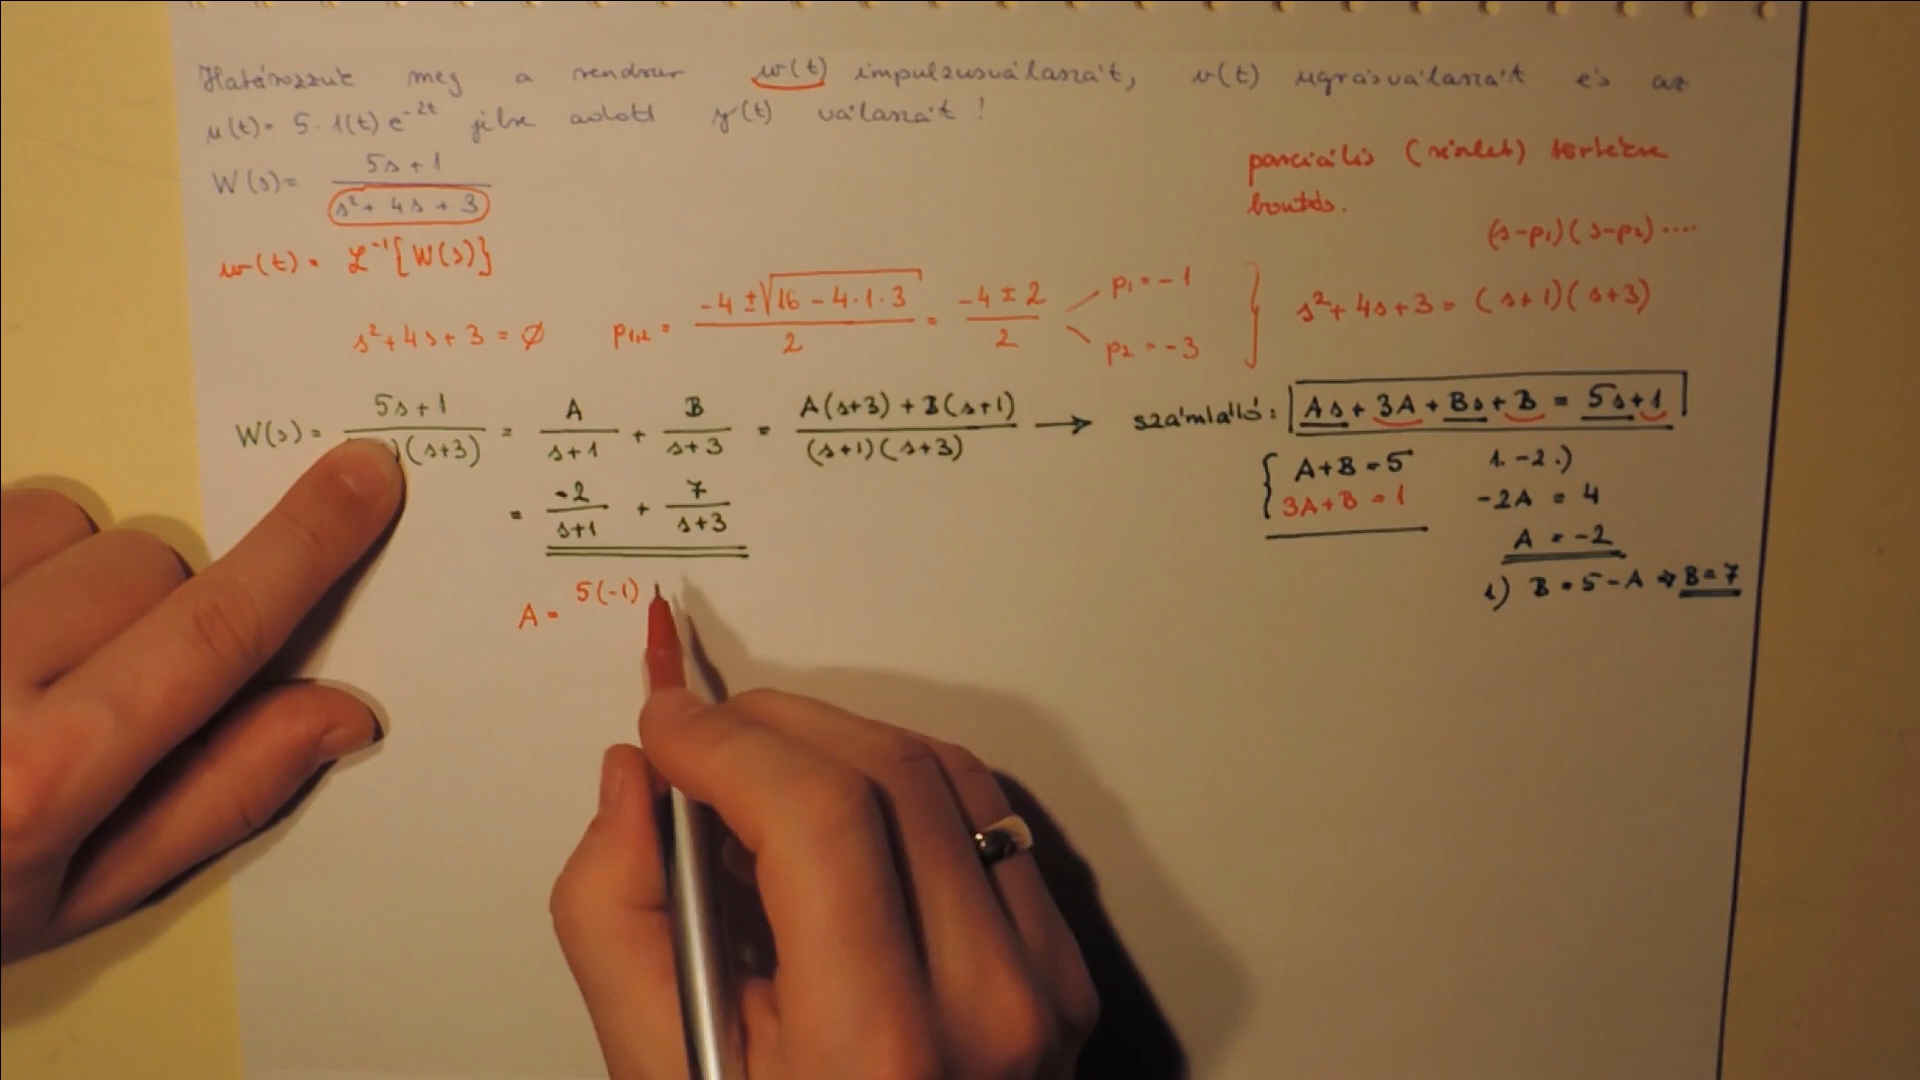 Határozzuk meg a rendszer w(t) impulzusválaszát, v(t) ugrásválaszát és az
u(t) = 5·1(t) e^-2t jelre adott y(t) válaszát!
W(s) = 5s+1 / s²+4s+3
parciális (részlet) törtekre
bontás.
(s-p₁)(s-p₂)....
w(t) = ℒ⁻¹{W(s)}
s²+4s+3 = ∅ p₁,₂ = -4 ± √16-4·1·3 / 2 = -4 ± 2 / 2 p₁ = -1 p₂ = -3 } s²+4s+3 = (s+1)(s+3)
W(s) = 5s+1 / )(s+3) = A / s+1 + B / s+3 = A(s+3) + B(s+1) / (s+1)(s+3) → számláló: As + 3A + Bs + B = 5s+1
= -2 / s+1 + 7 / s+3
{ A+B = 5
3A+B = 1
1. -2.)
-2A = 4
A = -2
1) B = 5-A ⇒ B = 7
A = 5(-1)